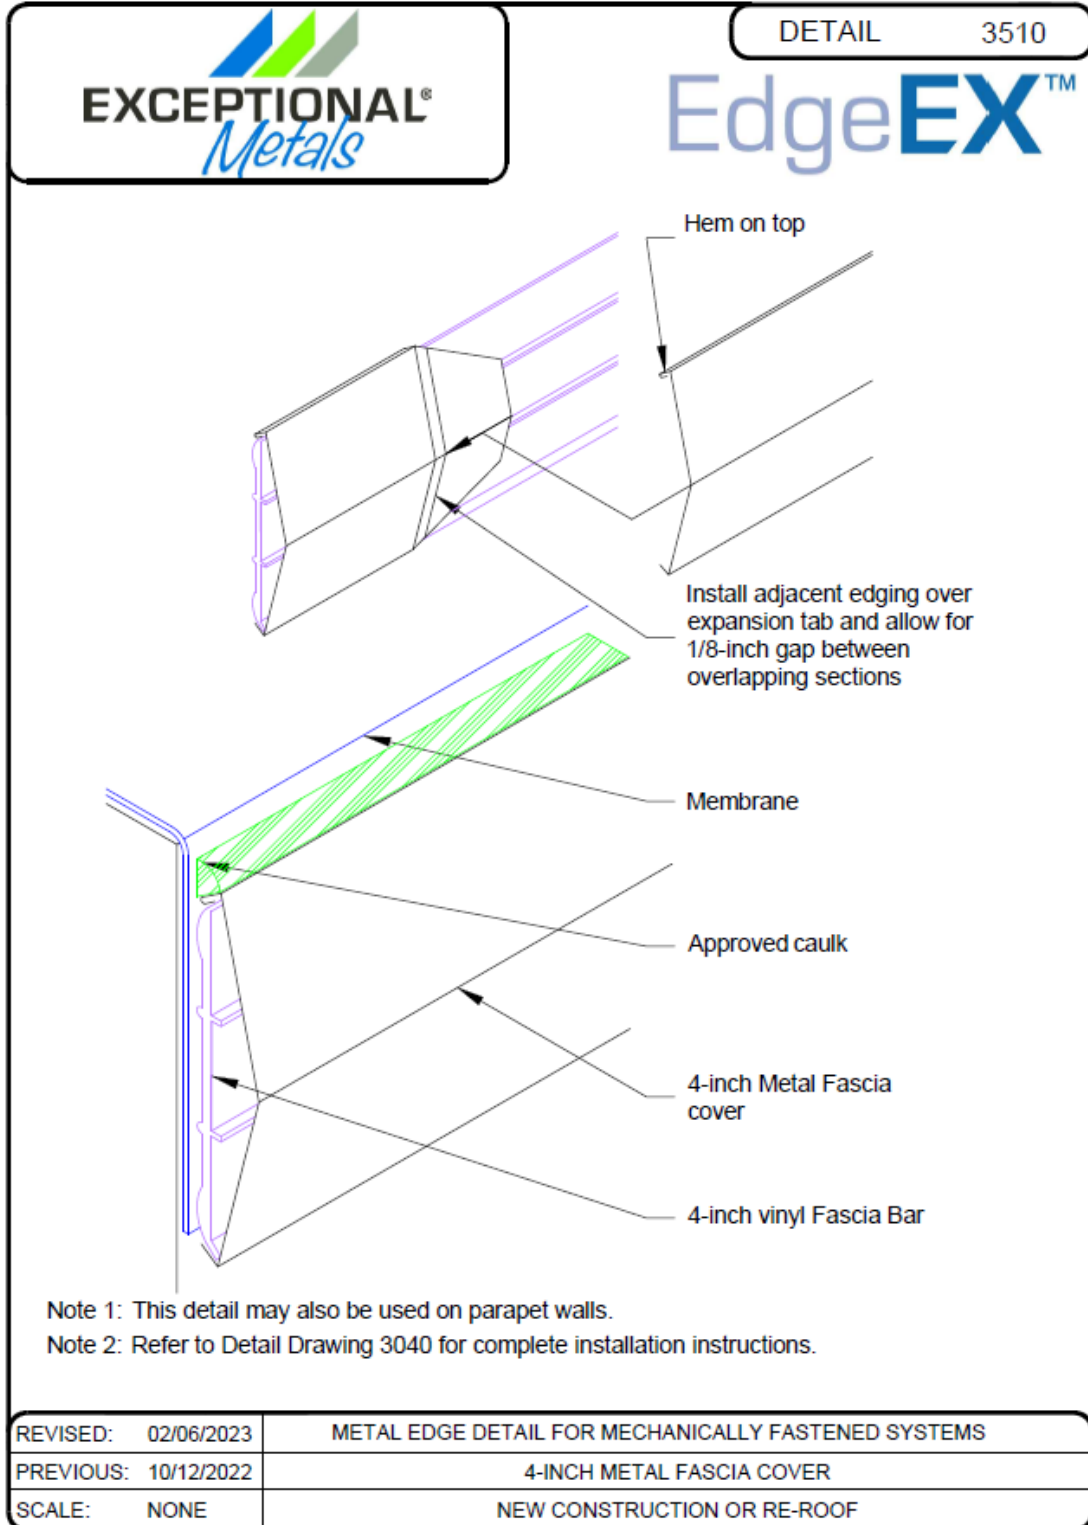 EXCEPTIONAL®
Metals
DETAIL 3510
EdgeEX™
Hem on top
Install adjacent edging over
expansion tab and allow for
1/8-inch gap between
overlapping sections
Membrane
Approved caulk
4-inch Metal Fascia
cover
4-inch vinyl Fascia Bar
Note 1: This detail may also be used on parapet walls.
Note 2: Refer to Detail Drawing 3040 for complete installation instructions.
REVISED: 02/06/2023 METAL EDGE DETAIL FOR MECHANICALLY FASTENED SYSTEMS
PREVIOUS: 10/12/2022 4-INCH METAL FASCIA COVER
SCALE: NONE NEW CONSTRUCTION OR RE-ROOF